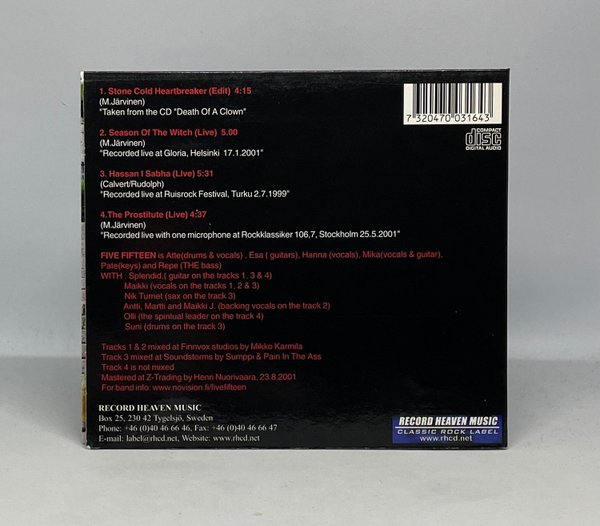 1. Stone Cold Heartbreaker (Edit) 4:15
(M.Järvinen)
"Taken from the CD "Death Of A Clown"
2. Season Of The Witch (Live) 5.00
(M.Järvinen)
"Recorded live at Gloria, Helsinki 17.1.2001"
3. Hassan I Sabha (Live) 5:31
(Calvert/Rudolph)
"Recorded live at Ruisrock Festival, Turku 2.7.1999"
4.The Prostitute (Live) 4:37
(M.Järvinen)
"Recorded live with one microphone at Rockklassiker 106,7, Stockholm 25.5.2001"
FIVE FIFTEEN is Atle(drums & vocals) . Esa ( guitars), Hanna (vocals), Mika(vocals & guitar),
Pate(keys) and Repe (THE bass)
WITH : Splendid.( guitar on the tracks 1, 3 & 4)
Maikki (vocals on the tracks 1, 2 & 3)
Nik Turnet (sax on the track 3)
Antti, Martti and Maikki J. (backing vocals on the track 2)
Olli (the spiritual leader on the track 4)
Suni (drums on the track 3)
Tracks 1 & 2 mixed at Finnvox studios by Mikko Karmila
Track 3 mixed at Soundstorms by Sumppi & Pain In The Ass
Track 4 is not mixed
Mastered at Z-Trading by Henri Nuorivaara, 23.8.2001
For band info: www.novision.fi/fivefifteen
RECORD HEAVEN MUSIC
Box 25, 230 42 Tygelsjö, Sweden
Phone: +46 (0)40 46 66 46, Fax: +46 (0)40 46 66 47
E-mail: label@rhcd.net, Website: www.rhcd.net
7 320470 031643
COMPACT
disc
DIGITAL AUDIO
RECORD HEAVEN MUSIC
CLASSIC ROCK LABEL
www.rhcd.net